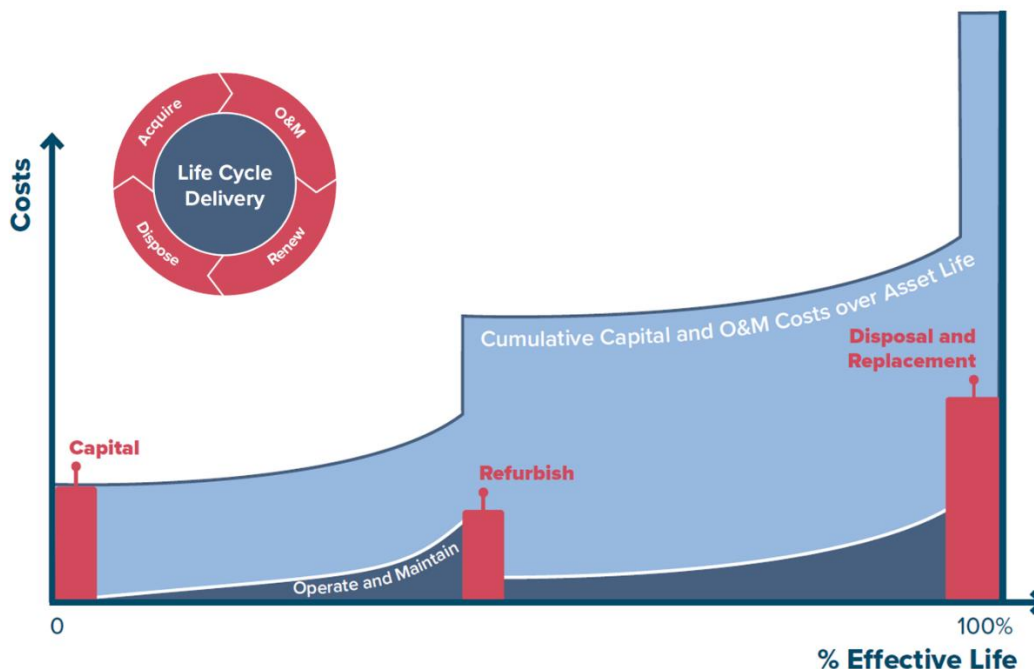 Costs
Acquire
O&M
Renew
Dispose
Life Cycle
Delivery
Capital
Operate and Maintain
Refurbish
Cumulative Capital and O&M Costs over Asset Life
Disposal and
Replacement
0
100%
% Effective Life